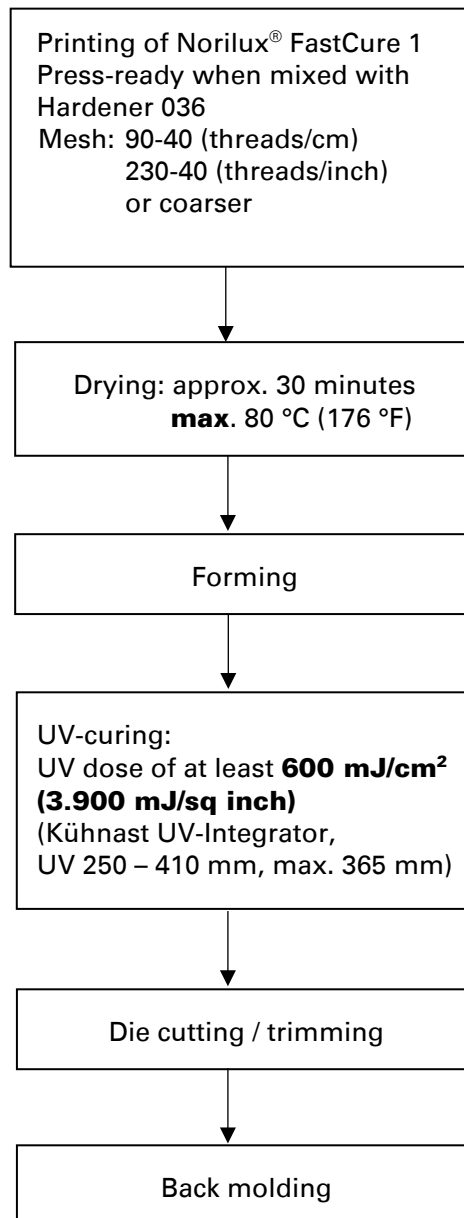 Printing of Norilux® FastCure 1
Press-ready when mixed with
Hardener 036
Mesh: 90-40 (threads/cm)
230-40 (threads/inch)
or coarser
Drying: approx. 30 minutes
max. 80 °C (176 °F)
Forming
UV-curing:
UV dose of at least 600 mJ/cm²
(3.900 mJ/sq inch)
(Kühnast UV-Integrator,
UV 250 – 410 mm, max. 365 mm)
Die cutting / trimming
Back molding